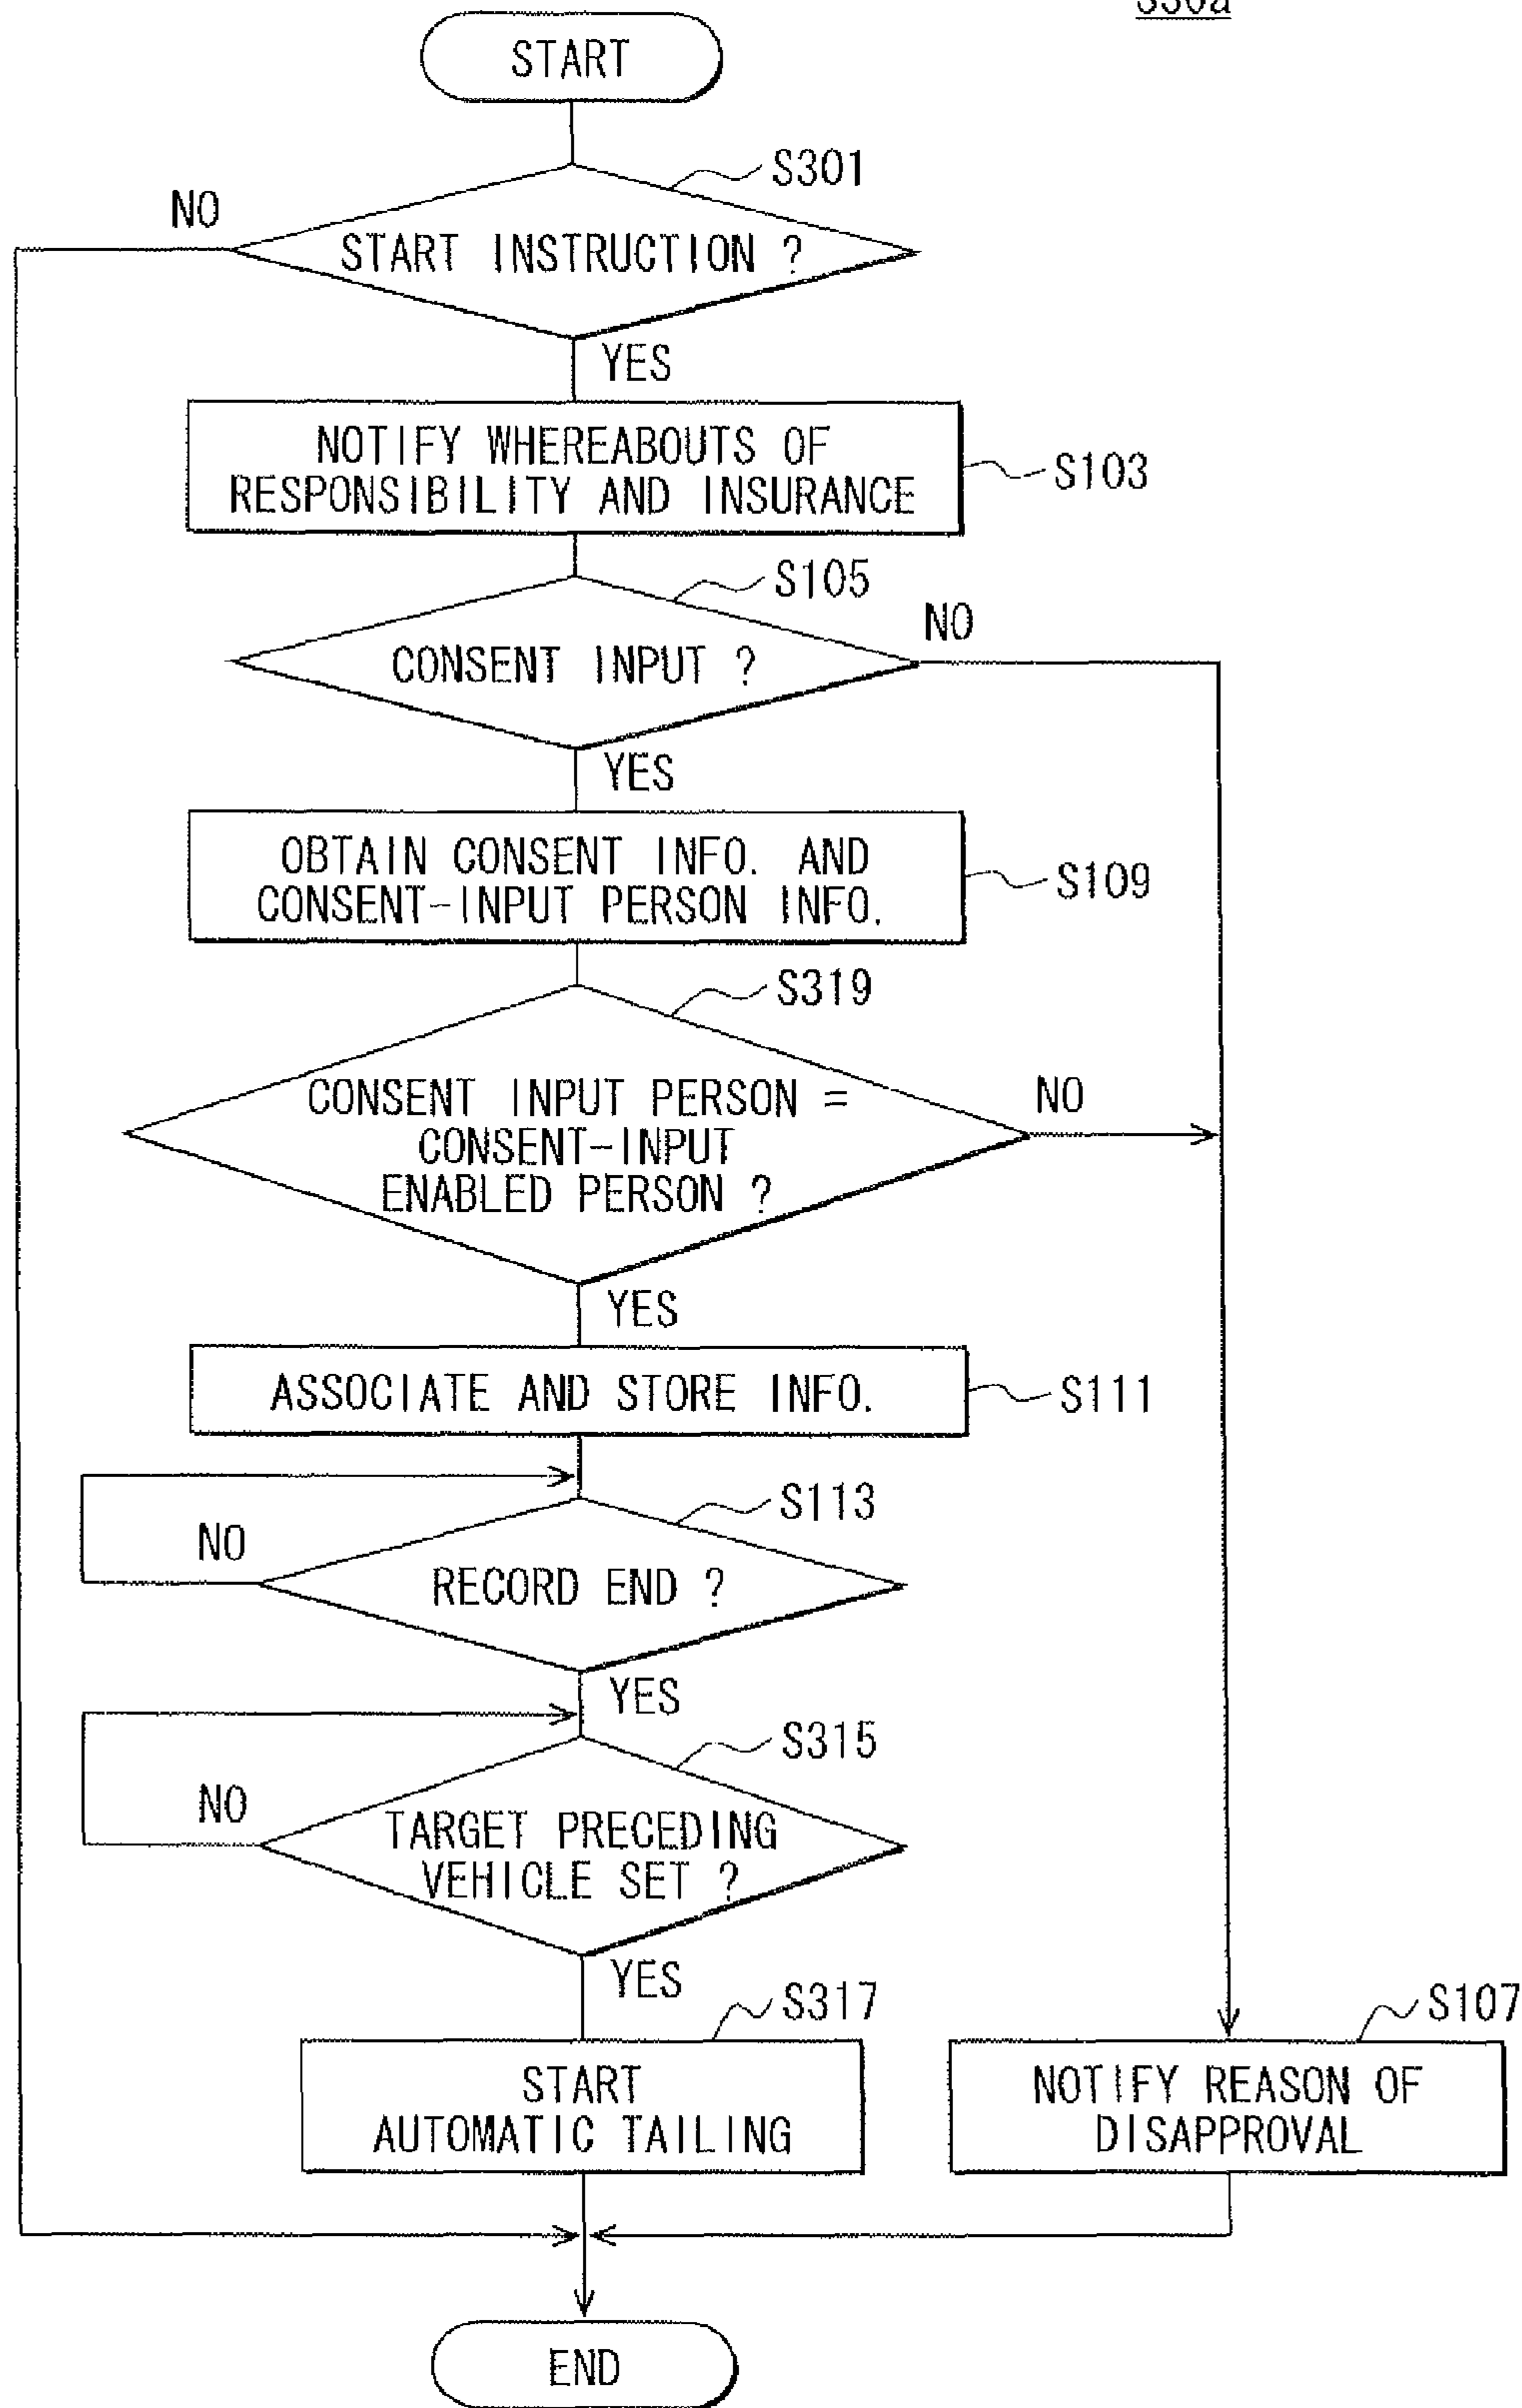 START
S301
NO
START INSTRUCTION ?
YES
NOTIFY WHEREABOUTS OF
RESPONSIBILITY AND INSURANCE
S103
S105
NO
CONSENT INPUT ?
YES
OBTAIN CONSENT INFO. AND
CONSENT-INPUT PERSON INFO.
S109
S319
CONSENT INPUT PERSON =
CONSENT-INPUT
ENABLED PERSON ?
NO
YES
ASSOCIATE AND STORE INFO.
S111
S113
NO
RECORD END ?
YES
S315
NO
TARGET PRECEDING
VEHICLE SET ?
YES
S317
START
AUTOMATIC TAILING
S107
NOTIFY REASON OF
DISAPPROVAL
END